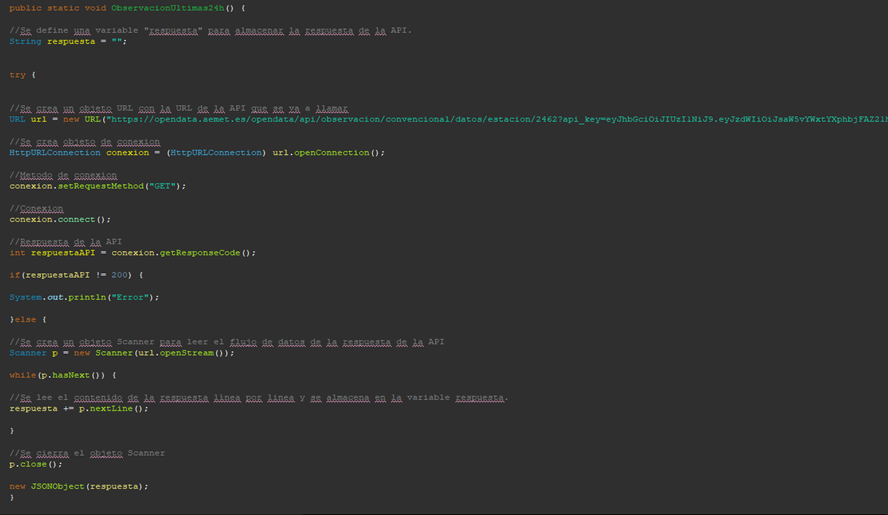 public static void ObservacionUltimas24h() {
//Se define una variable "respuesta" para almacenar la respuesta de la API.
String respuesta = "";
try {
//Se crea un objeto URL con la URL de la API que se va a llamar
URL url = new URL("https://opendata.aemet.es/opendata/api/observacion/convencional/datos/estacion/2462?api_key=
//Se crea objeto de conexion
HttpURLConnection conexion = (HttpURLConnection) url.openConnection();
//Metodo de conexion
conexion.setRequestMethod("GET");
//Conexion
conexion.connect();
//Respuesta de la API
int respuestaAPI = conexion.getResponseCode();
if(respuestaAPI != 200) {
System.out.println("Error");
}else {
//Se crea un objeto Scanner para leer el flujo de datos de la respuesta de la API
Scanner p = new Scanner(url.openStream());
while(p.hasNext()) {
//Se lee el contenido de la respuesta linea por linea y se almacena en la variable respuesta.
respuesta += p.nextLine();
}
//Se cierra el objeto Scanner
p.close();
new JSONObject(respuesta);
}